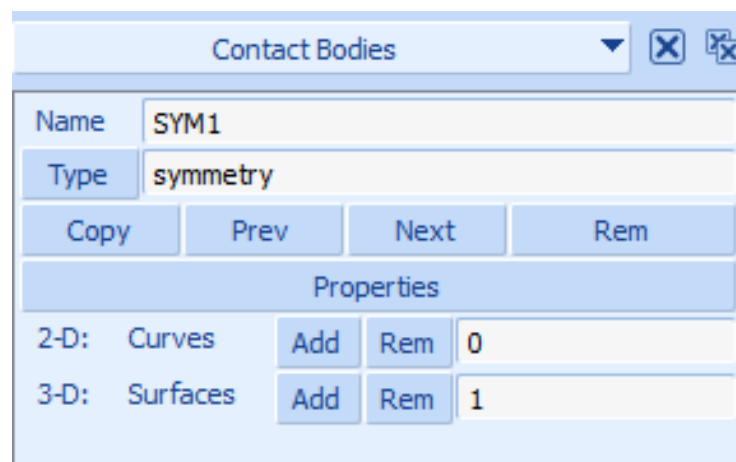 Contact Bodies
Name SYM1
Type symmetry
Copy Prev Next Rem
Properties
2-D: Curves Add Rem 0
3-D: Surfaces Add Rem 1